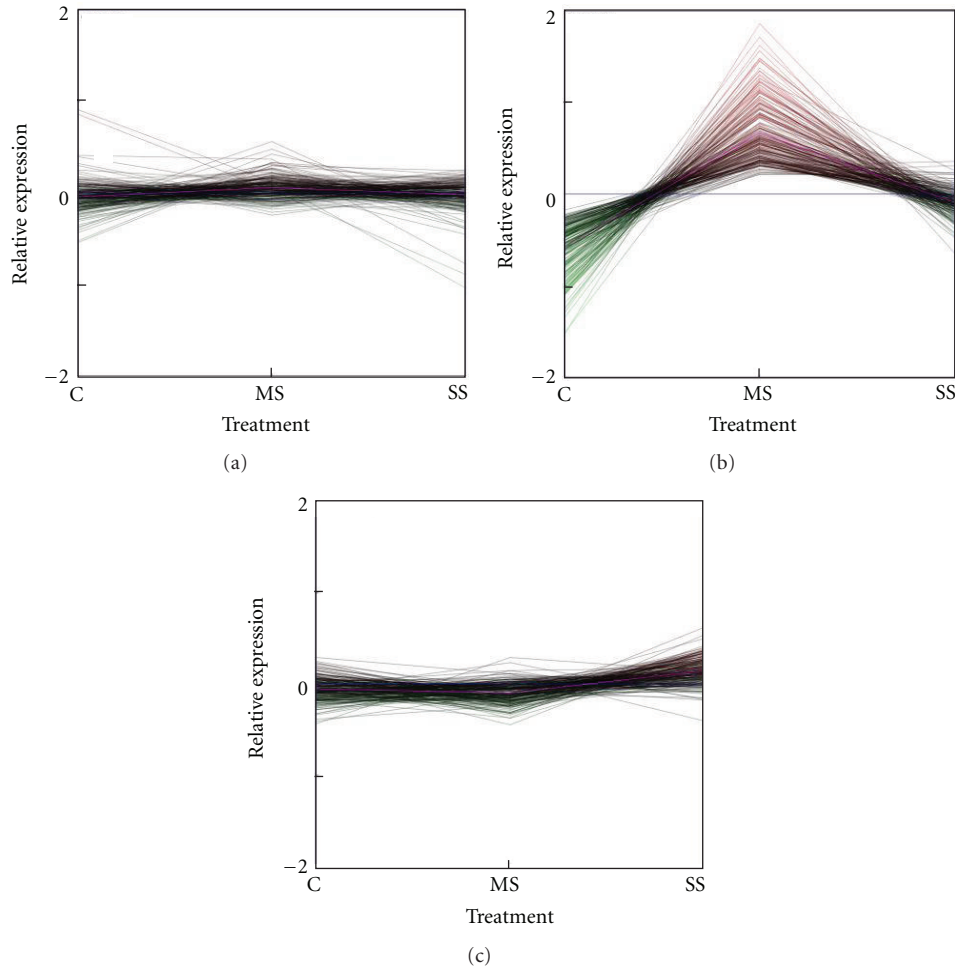 2
0
−2
Relative expression
C
MS
SS
Treatment
(a)
2
0
−2
Relative expression
C
MS
SS
Treatment
(b)
2
0
−2
Relative expression
C
MS
SS
Treatment
(c)